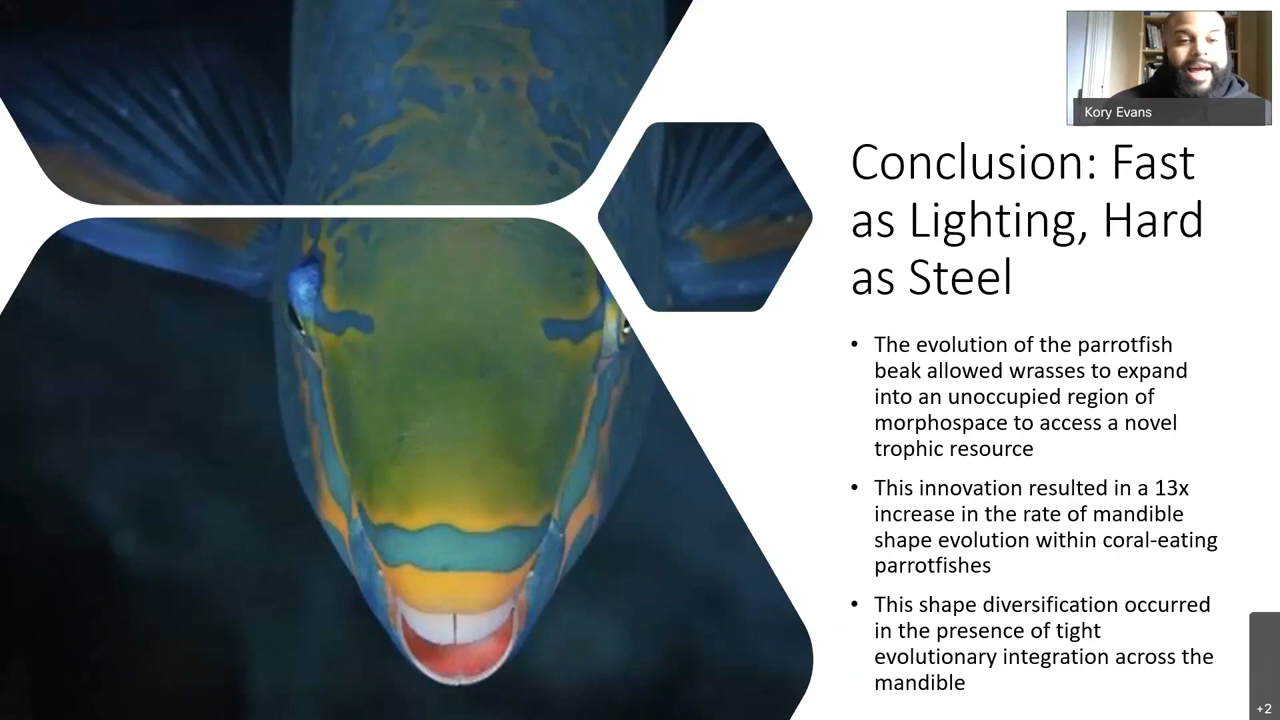 Kory Evans
Conclusion: Fast
as Lighting, Hard
as Steel
• The evolution of the parrotfish
beak allowed wrasses to expand
into an unoccupied region of
morphospace to access a novel
trophic resource
• This innovation resulted in a 13x
increase in the rate of mandible
shape evolution within coral-eating
parrotfishes
• This shape diversification occurred
in the presence of tight
evolutionary integration across the
mandible
+2